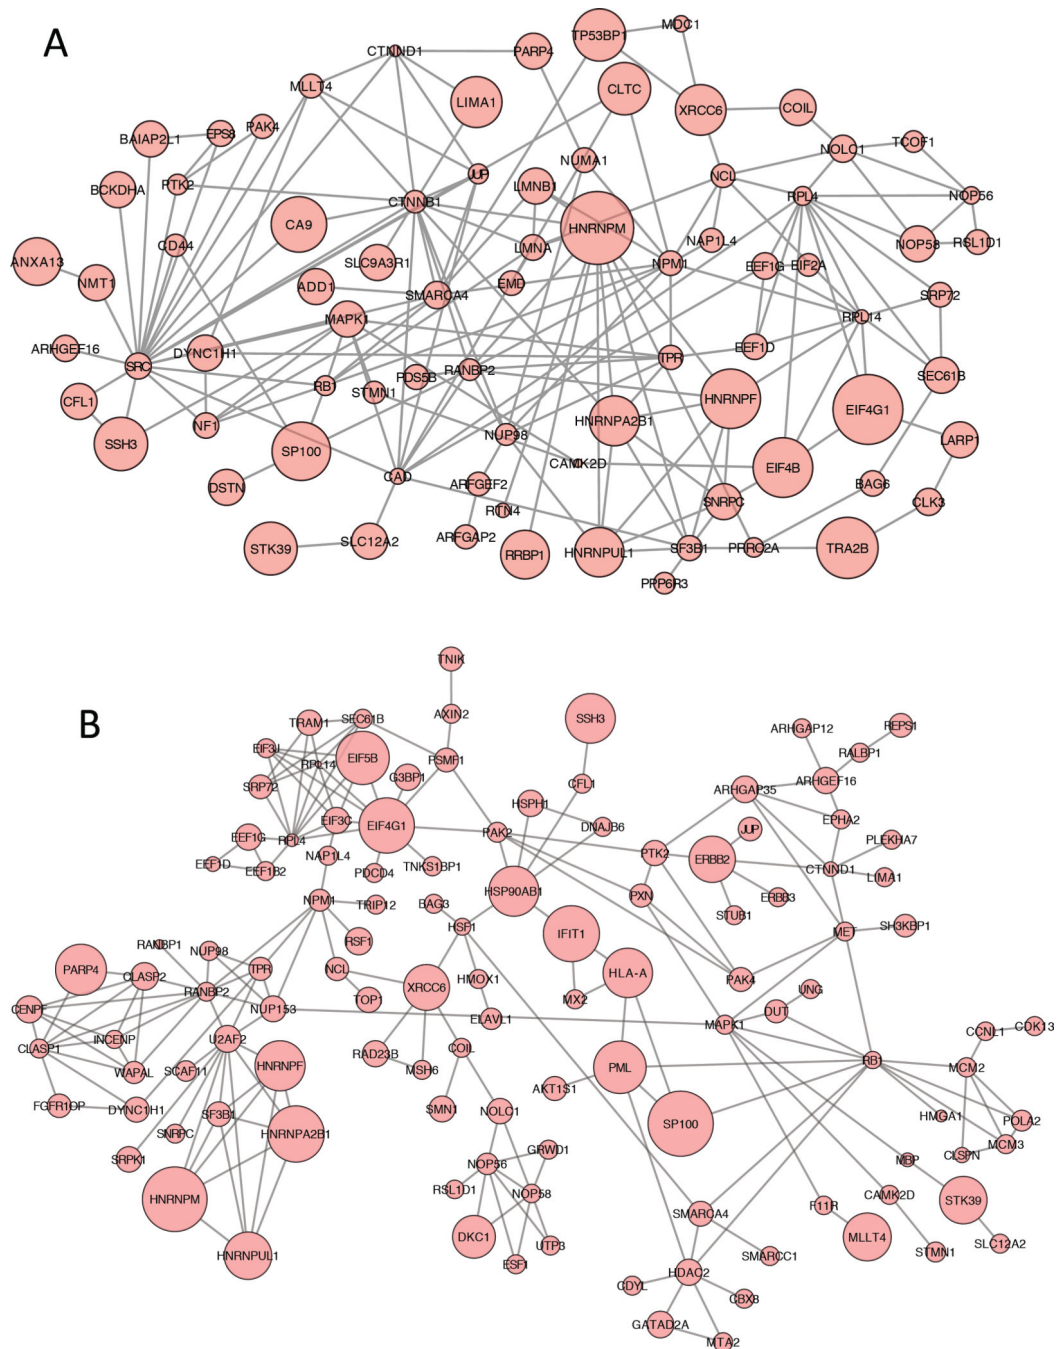 A
TP53BP1
MDC1
CTNND1
PARP4
MLLT4
LIMA1
CLTC
XRCC6
COIL
BAIAP2L1
EPS8
PAK4
NOLC1
TCOF1
NUMA1
BCKDHA
PTK2
JUP
LMNB1
NCL
RPL4
NOP56
CTNNB1
CA9
HNRNPM
CD44
LMNA
NAP1L4
NOP58
RSL1D1
ANXA13
NMT1
SLC9A3R1
NPM1
EEF1G
EIF2A
ADD1
EMD
SMARCA4
SRP72
MAPK1
RPL14
ARHGEF16
DYNC1H1
SRC
TPR
EEF1D
RB1
PDS5B
RANBP2
SEC61B
CFL1
STMN1
HNRNPF
EIF4G1
SSH3
NF1
SP100
NUP98
HNRNPA2B1
LARP1
CAMK2D
EIF4B
DSTN
CAD
ARFGEF2
BAG6
SNRPC
CLK3
RTN4
STK39
SLC12A2
ARFGAP2
RRBP1
HNRNPUL1
SF3B1
PRRC2A
TRA2B
PPP6R3
B
TNIK
AXIN2
SSH3
TRAM1
SEC61B
ARHGAP12
REPS1
EIF3J
RPL14
EIF5B
PSMF1
RALBP1
G3BP1
CFL1
ARHGEF16
SRP72
ARHGAP35
HSPH1
EIF3C
EIF4G1
DNAJB6
EPHA2
EEF1G
RPL4
PAK2
JUP
PLEKHA7
NAP1L4
PTK2
ERBB2
EEF1D
EEF1B2
PDCD4
TNKS1BP1
CTNND1
LIMA1
HSP90AB1
PXN
ERBB3
NPM1
TRIP12
BAG3
STUB1
HSF1
IFIT1
MET
SH3KBP1
RANBP1
NUP98
RSF1
PARP4
CLASP2
TPR
NCL
XRCC6
HMOX1
HLA-A
PAK4
RANBP2
MX2
UNG
CENPF
NUP153
TOP1
DUT
ELAVL1
MAPK1
CCNL1
CDK13
INCENP
U2AF2
CLASP1
RAD23B
COIL
RB1
WAPAL
SCAF11
HNRNPF
MSH6
PML
MCM2
AKT1S1
FGFR1OP
DYNC1H1
SF3B1
SMN1
NOLC1
HMGA1
POLA2
SNRPC
HNRNPA2B1
SP100
MCM3
SRPK1
GRWD1
CLSPN
NOP56
MBP
RSL1D1
NOP58
HNRNPM
CAMK2D
STK39
F11R
SMARCA4
DKC1
MLLT4
UTP3
SLC12A2
HNRNPUL1
ESF1
SMARCC1
STMN1
HDAC2
CDYL
CBX8
GATAD2A
MTA2